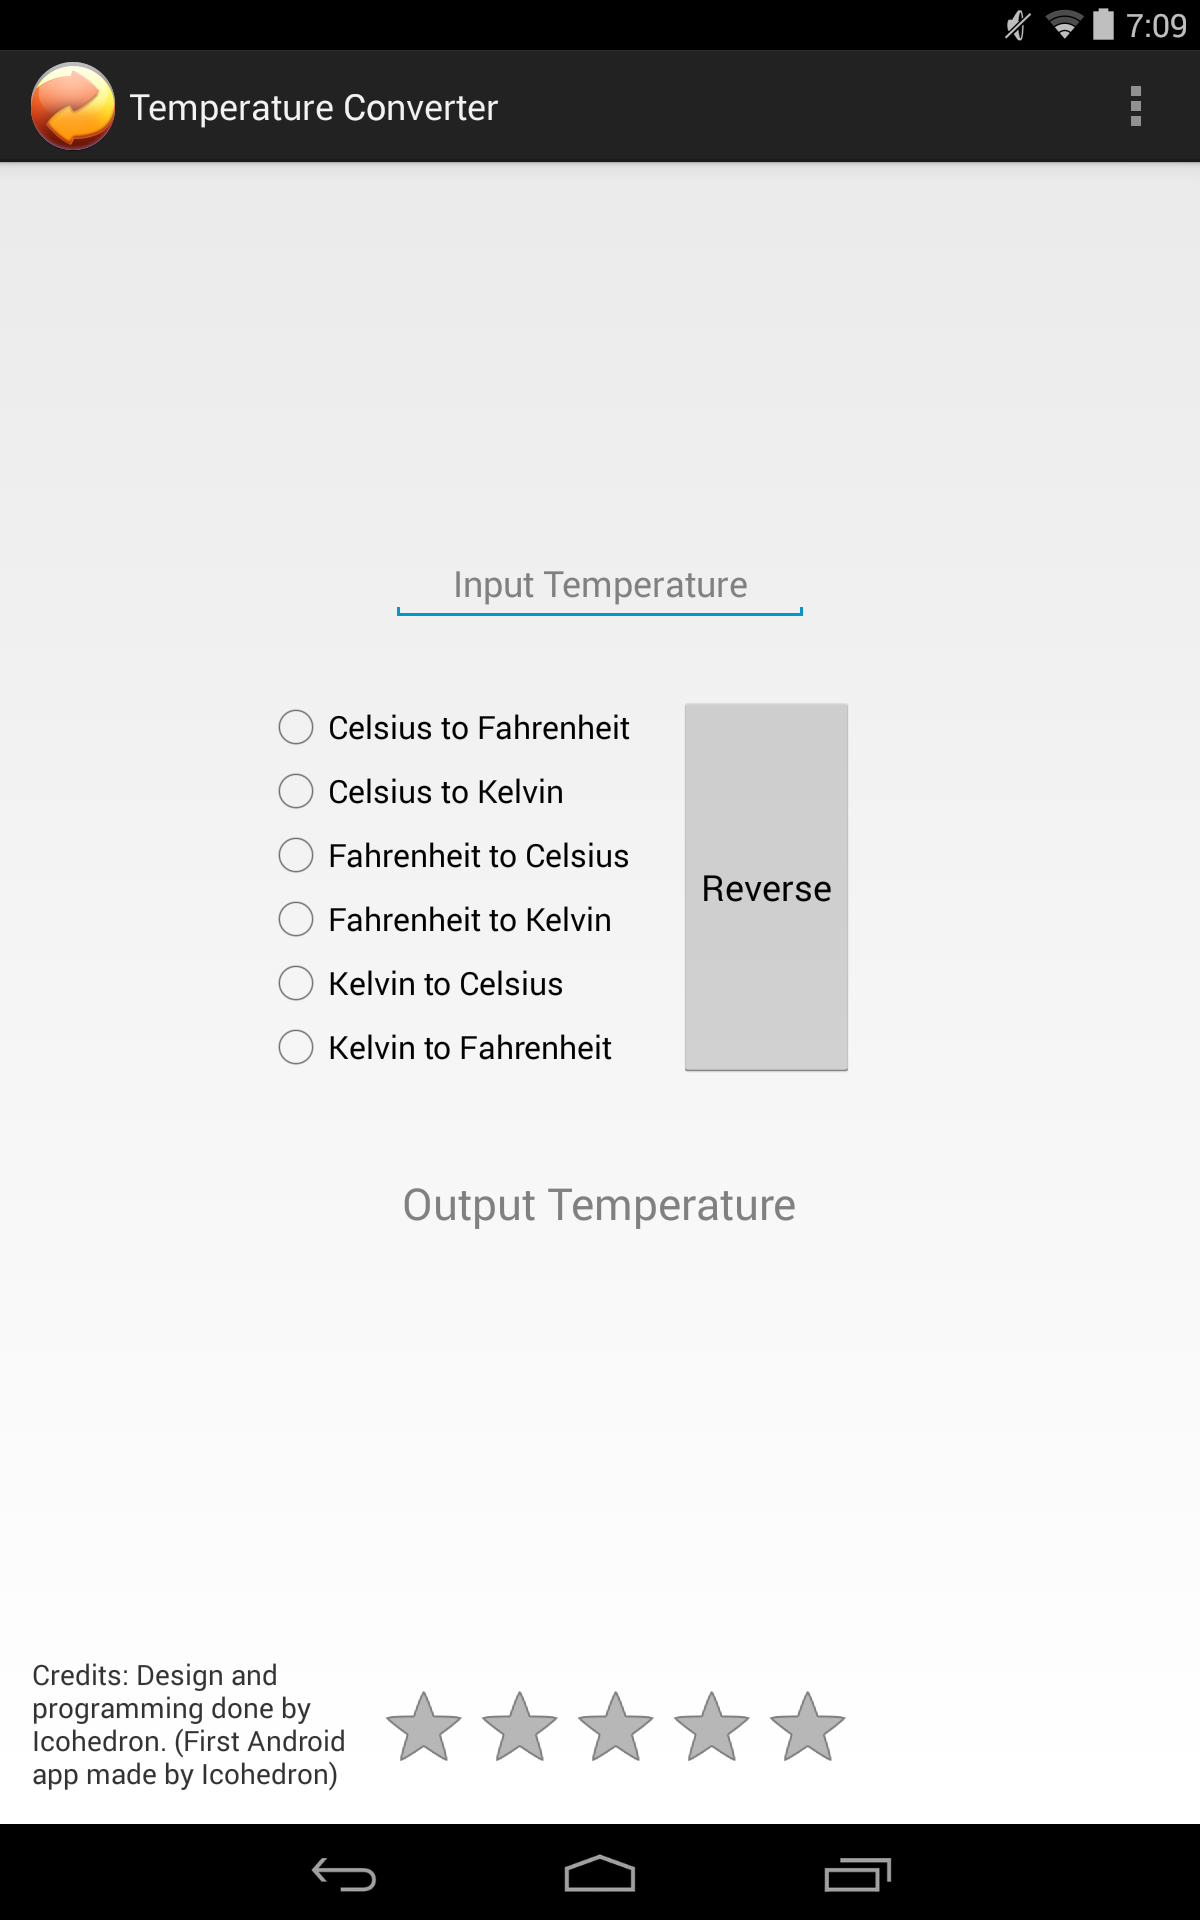 7:09
Temperature Converter
Input Temperature
Celsius to Fahrenheit
Celsius to Kelvin
Fahrenheit to Celsius
Fahrenheit to Kelvin
Kelvin to Celsius
Kelvin to Fahrenheit
Reverse
Output Temperature
Credits: Design and
programming done by
Icohedron. (First Android
app made by Icohedron)